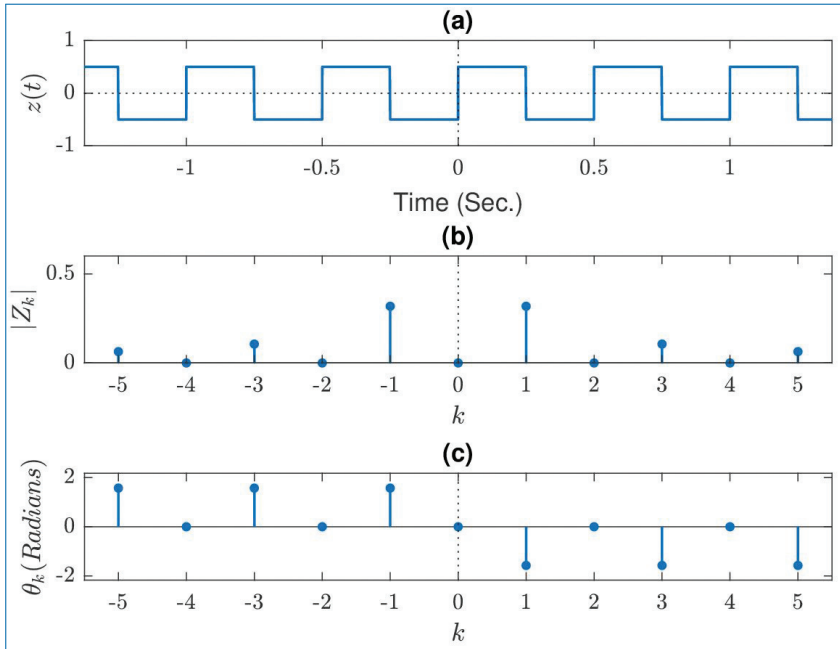 (a)
1
0
-1
z(t)
-1 -0.5 0 0.5 1
Time (Sec.)
(b)
0.5
0
|Z_k|
-5 -4 -3 -2 -1 0 1 2 3 4 5
k
(c)
2
0
-2
θ_k(Radians)
-5 -4 -3 -2 -1 0 1 2 3 4 5
k